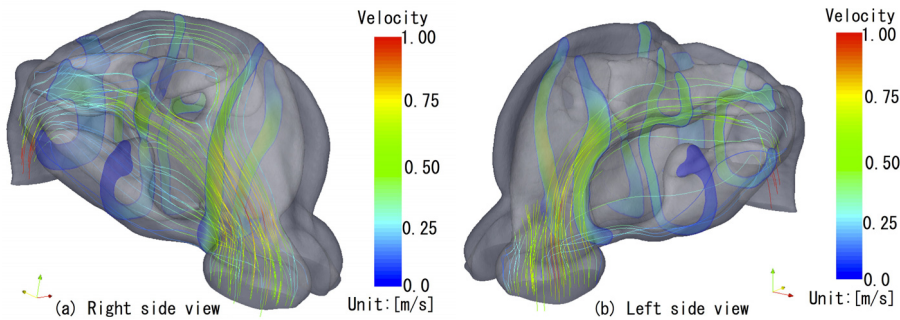 Velocity
1.00
0.75
0.50
0.25
0.0
Unit:[m/s]
(a) Right side view
Velocity
1.00
0.75
0.50
0.25
0.0
Unit:[m/s]
(b) Left side view